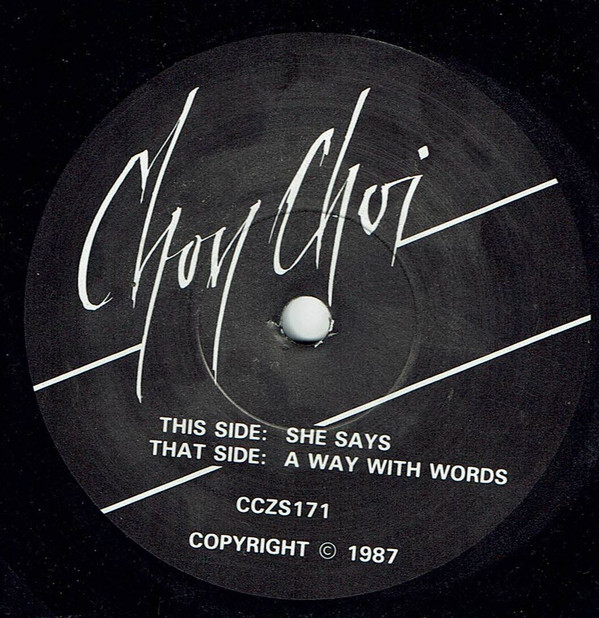 Choy Choi
THIS SIDE: SHE SAYS
THAT SIDE: A WAY WITH WORDS
CCZS171
COPYRIGHT © 1987